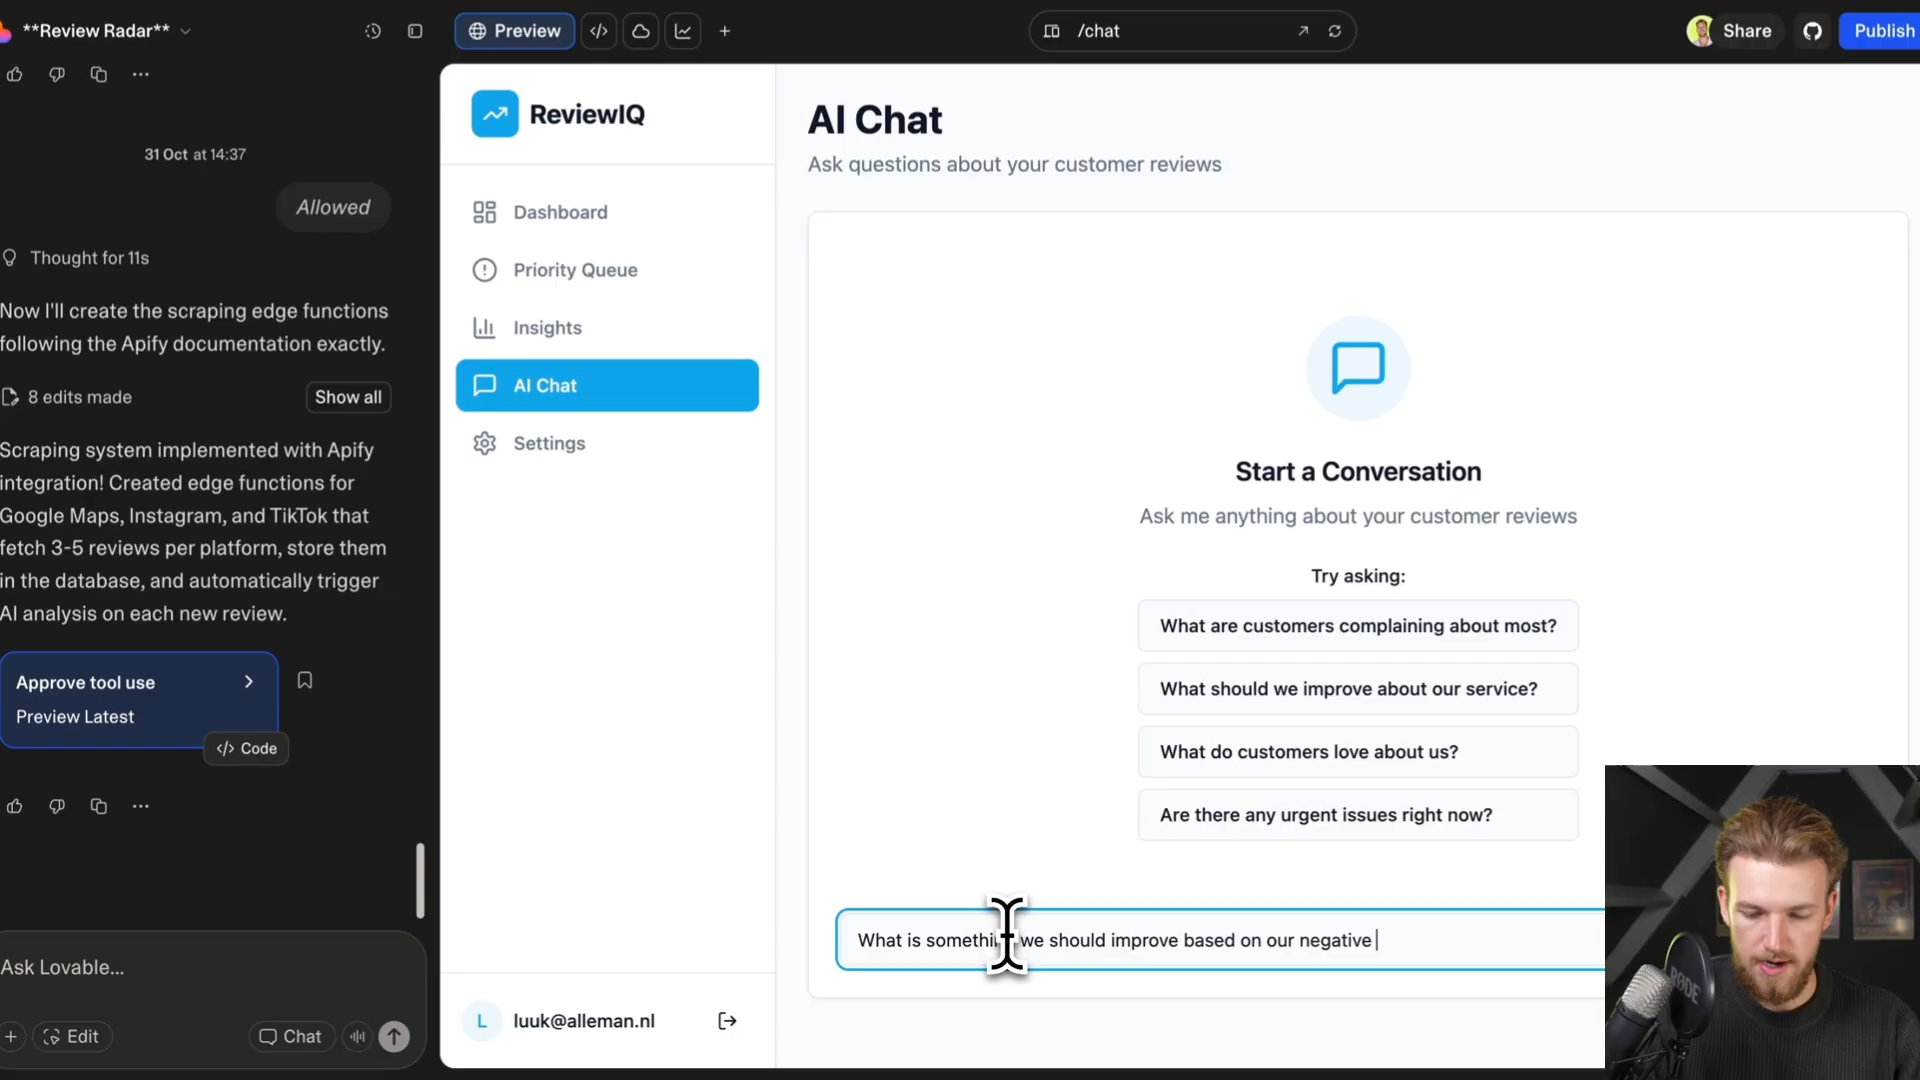 **Review Radar**
Preview
/chat
Share
Publish
31 Oct at 14:37
Allowed
Thought for 11s
Now I'll create the scraping edge functions
following the Apify documentation exactly.
8 edits made
Show all
Scraping system implemented with Apify
integration! Created edge functions for
Google Maps, Instagram, and TikTok that
fetch 3-5 reviews per platform, store them
in the database, and automatically trigger
AI analysis on each new review.
Approve tool use
Preview Latest
</> Code
Ask Lovable...
Edit
Chat
ReviewIQ
Dashboard
Priority Queue
Insights
AI Chat
Settings
L
luuk@alleman.nl
AI Chat
Ask questions about your customer reviews
Start a Conversation
Ask me anything about your customer reviews
Try asking:
What are customers complaining about most?
What should we improve about our service?
What do customers love about us?
Are there any urgent issues right now?
What is something we should improve based on our negative
RØDE